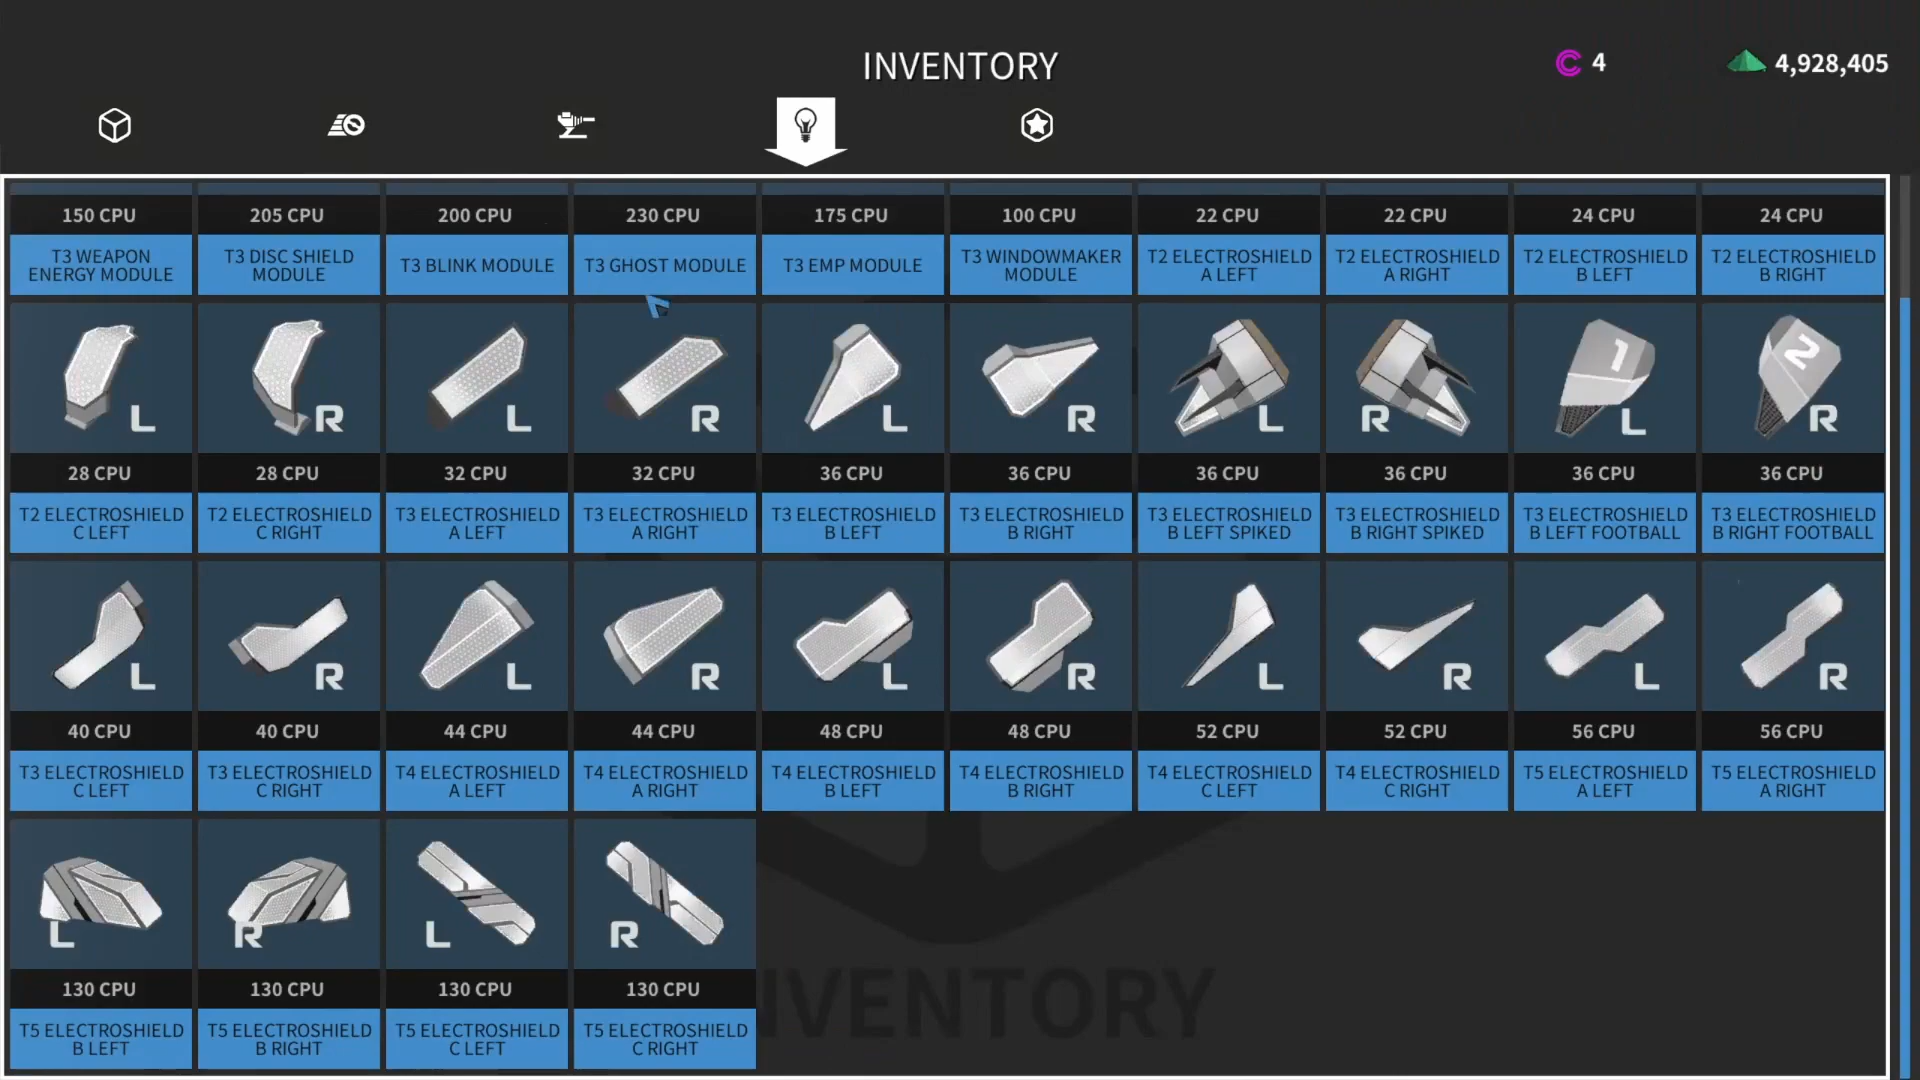 INVENTORY
4
4,928,405
150 CPU
205 CPU
200 CPU
230 CPU
175 CPU
100 CPU
22 CPU
22 CPU
24 CPU
24 CPU
T3 WEAPON
ENERGY MODULE
T3 DISC SHIELD
MODULE
T3 BLINK MODULE
T3 GHOST MODULE
T3 EMP MODULE
T3 WINDOWMAKER
MODULE
T2 ELECTROSHIELD
A LEFT
T2 ELECTROSHIELD
A RIGHT
T2 ELECTROSHIELD
B LEFT
T2 ELECTROSHIELD
B RIGHT
L
R
L
R
L
R
L
R
1
L
2
R
28 CPU
28 CPU
32 CPU
32 CPU
36 CPU
36 CPU
36 CPU
36 CPU
36 CPU
36 CPU
T2 ELECTROSHIELD
C LEFT
T2 ELECTROSHIELD
C RIGHT
T3 ELECTROSHIELD
A LEFT
T3 ELECTROSHIELD
A RIGHT
T3 ELECTROSHIELD
B LEFT
T3 ELECTROSHIELD
B RIGHT
T3 ELECTROSHIELD
B LEFT SPIKED
T3 ELECTROSHIELD
B RIGHT SPIKED
T3 ELECTROSHIELD
B LEFT FOOTBALL
T3 ELECTROSHIELD
B RIGHT FOOTBALL
L
R
L
R
L
R
L
R
L
R
40 CPU
40 CPU
44 CPU
44 CPU
48 CPU
48 CPU
52 CPU
52 CPU
56 CPU
56 CPU
T3 ELECTROSHIELD
C LEFT
T3 ELECTROSHIELD
C RIGHT
T4 ELECTROSHIELD
A LEFT
T4 ELECTROSHIELD
A RIGHT
T4 ELECTROSHIELD
B LEFT
T4 ELECTROSHIELD
B RIGHT
T4 ELECTROSHIELD
C LEFT
T4 ELECTROSHIELD
C RIGHT
T5 ELECTROSHIELD
A LEFT
T5 ELECTROSHIELD
A RIGHT
L
R
L
R
130 CPU
130 CPU
130 CPU
130 CPU
NVENTORY
T5 ELECTROSHIELD
B LEFT
T5 ELECTROSHIELD
B RIGHT
T5 ELECTROSHIELD
C LEFT
T5 ELECTROSHIELD
C RIGHT